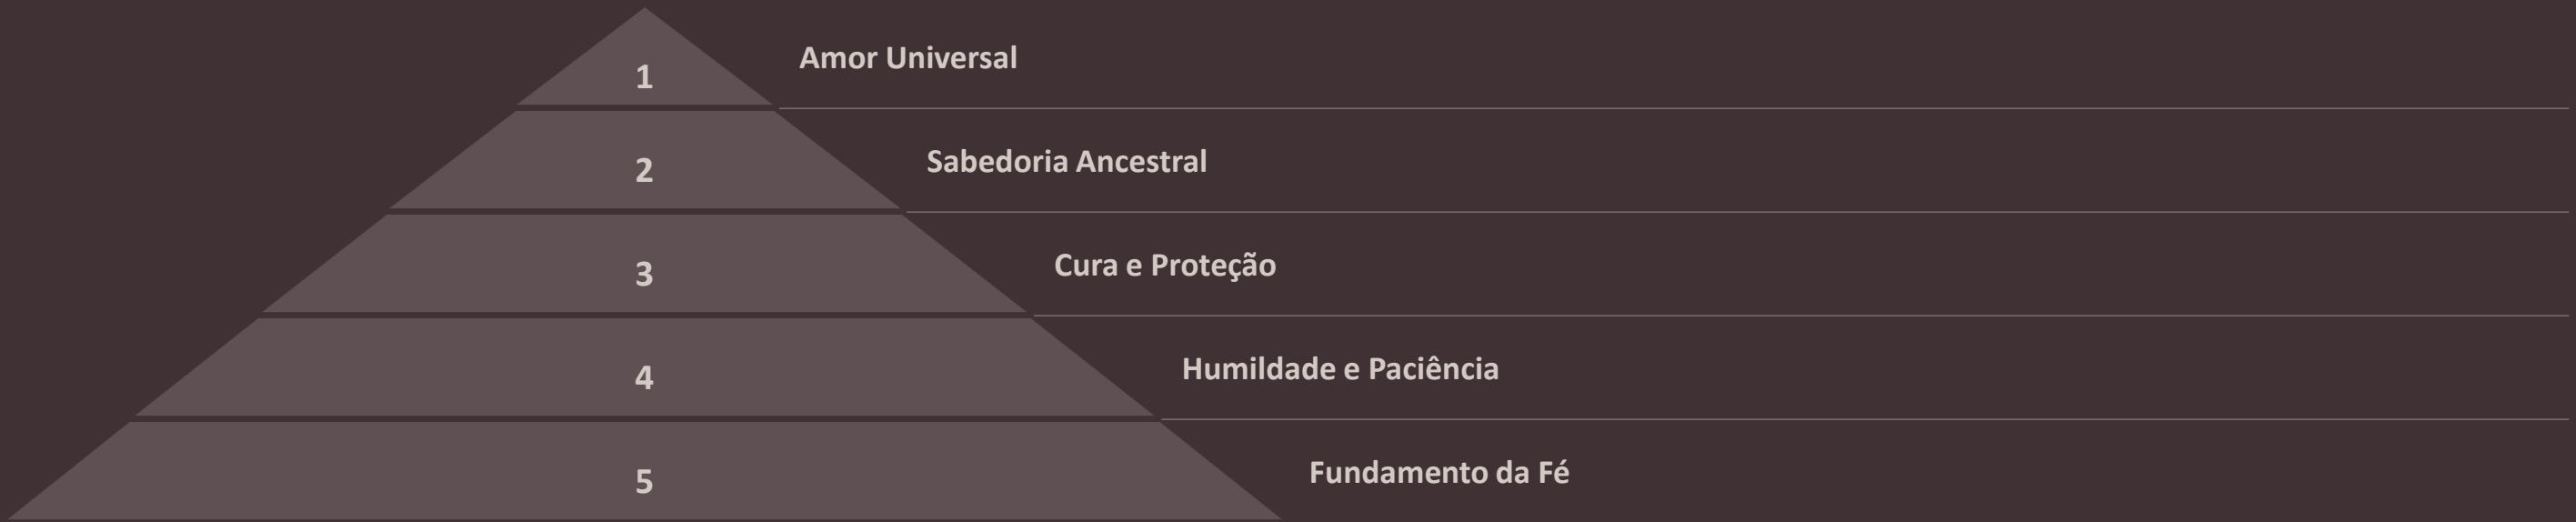 1
Amor Universal
2
Sabedoria Ancestral
3
Cura e Proteção
4
Humildade e Paciência
5
Fundamento da Fé